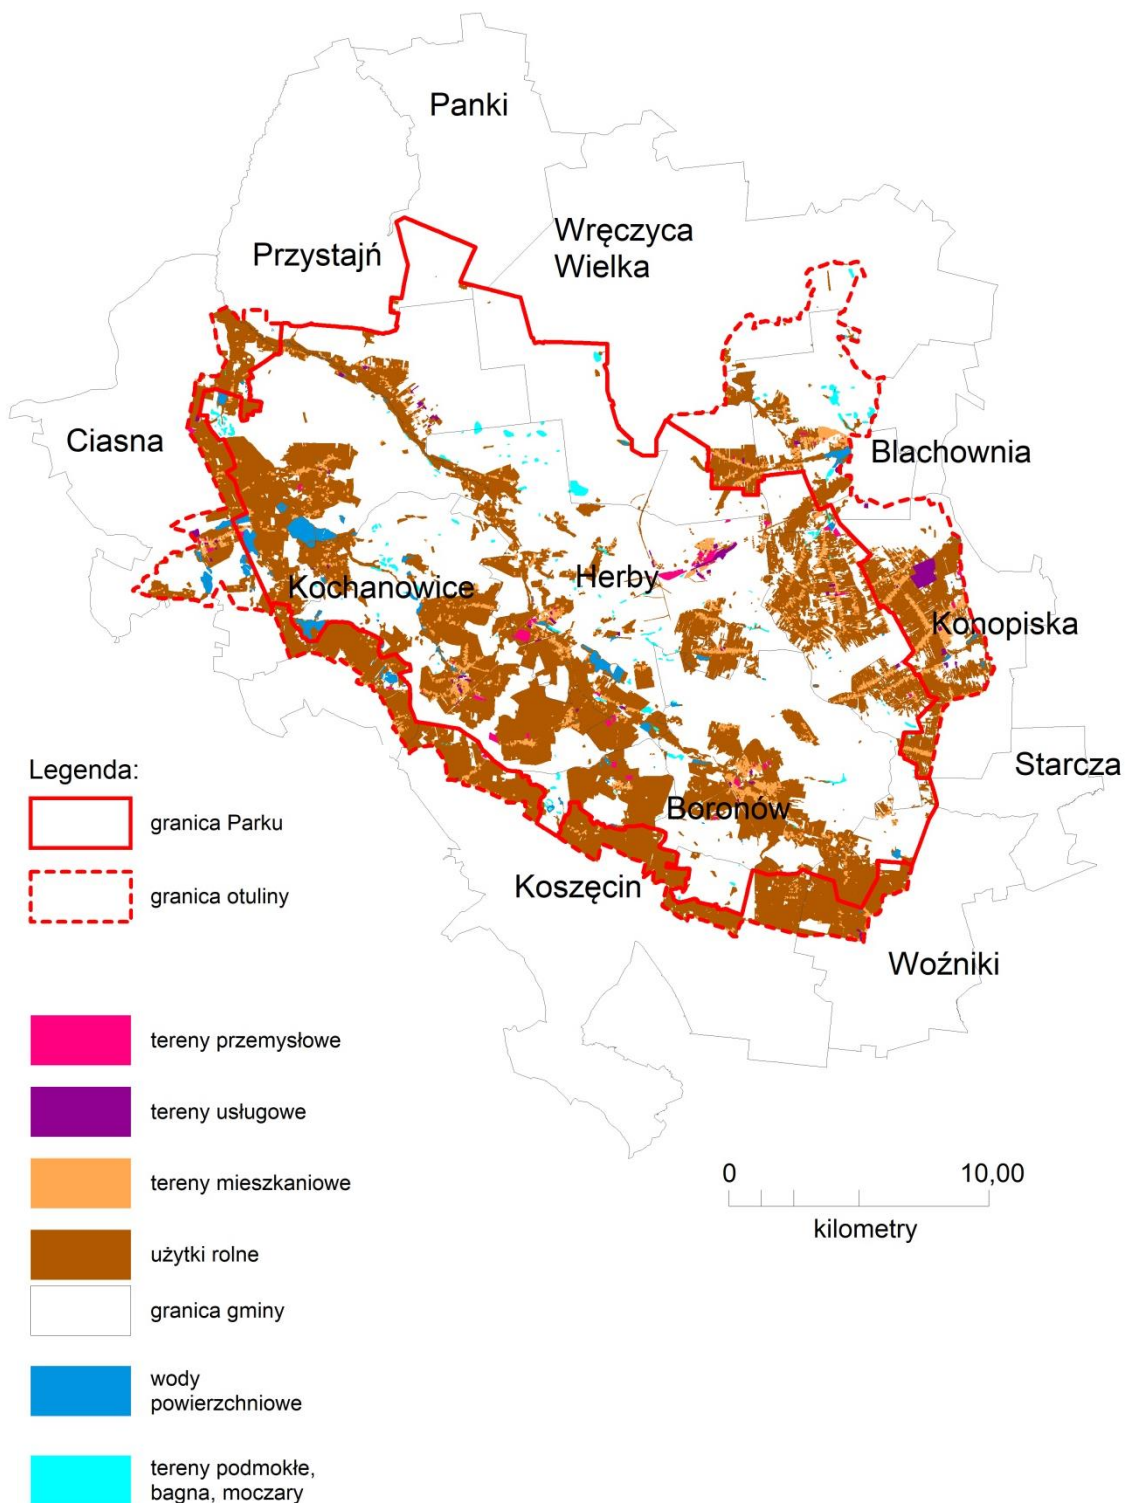 Panki
Wręczyca
Wielka
Przystajń
Ciasna
Blachownia
Herby
Kochanowice
Konopiska
Starcza
Boronów
Koszęcin
Woźniki
Legenda:
granica Parku
granica otuliny
tereny przemysłowe
tereny usługowe
tereny mieszkaniowe
użytki rolne
granica gminy
wody
powierzchniowe
tereny podmokłe,
bagna, moczary
0 10,00
kilometry